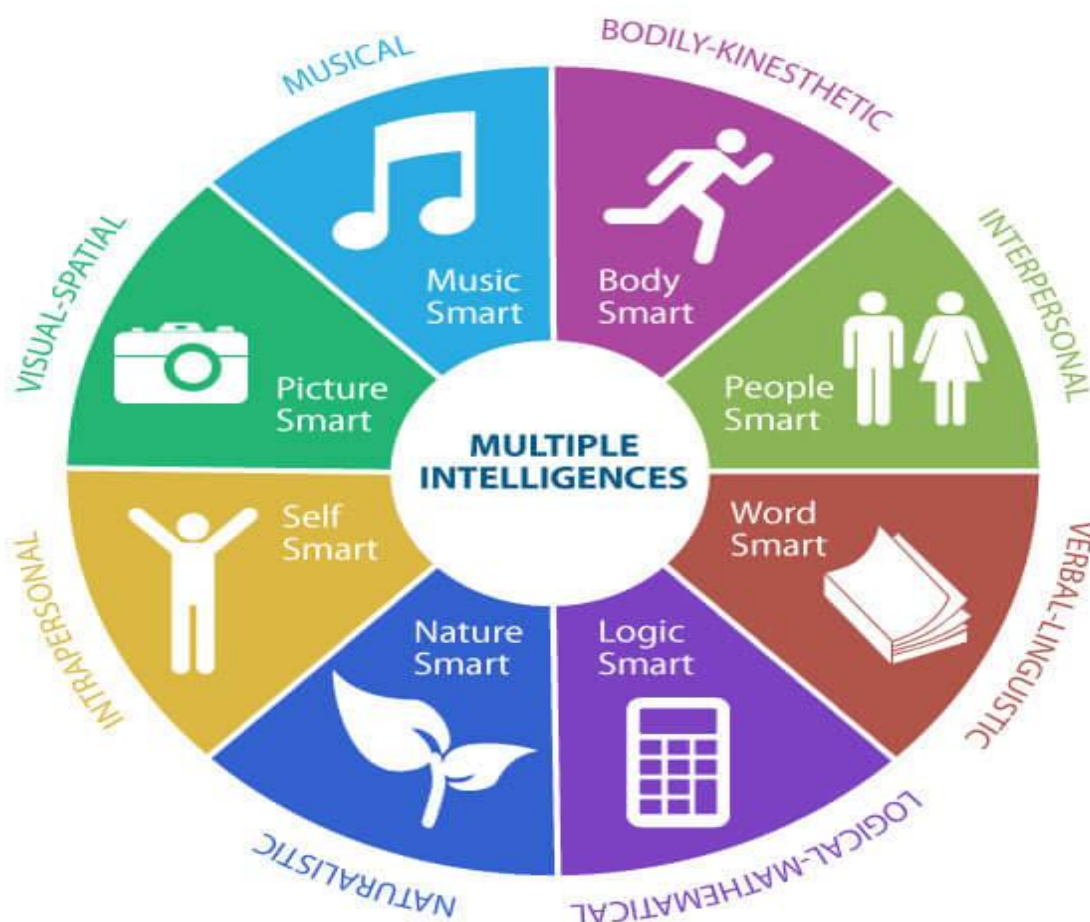 MULTIPLE
INTELLIGENCES
MUSICAL
Music
Smart
BODILY-KINESTHETIC
Body
Smart
INTERPERSONAL
People
Smart
VERBAL-LINGUISTIC
Word
Smart
LOGICAL-MATHEMATICAL
Logic
Smart
NATURALISTIC
Nature
Smart
INTRAPERSONAL
Self
Smart
VISUAL-SPATIAL
Picture
Smart